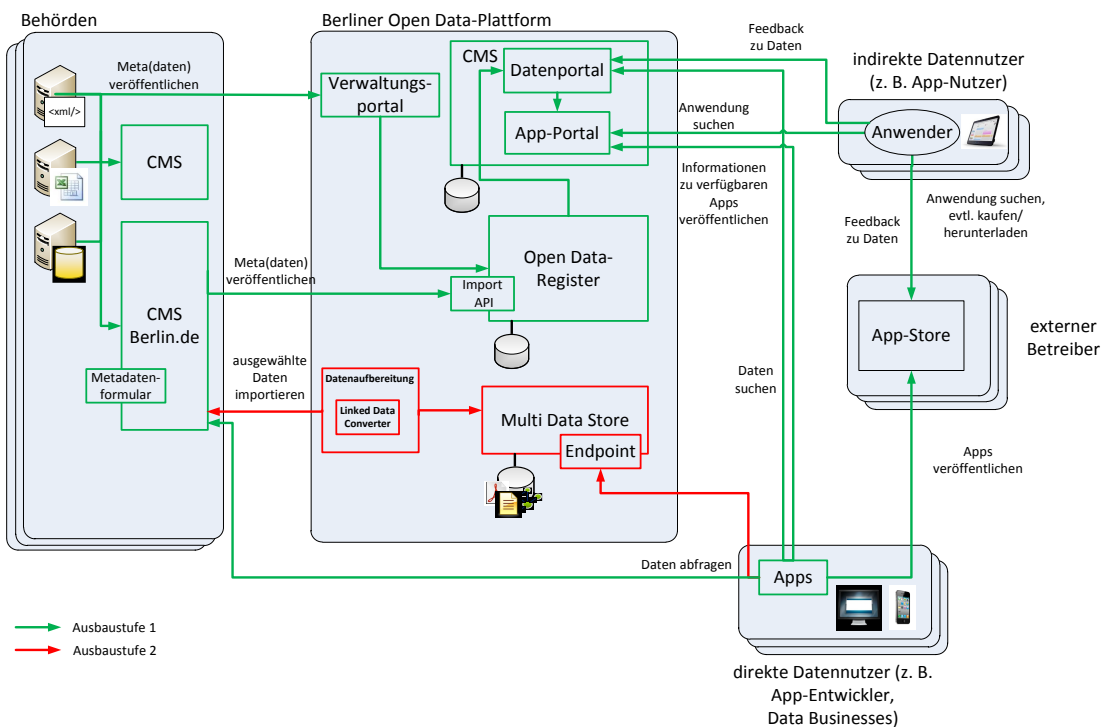 Behörden
Berliner Open Data-Plattform
Meta(daten)
veröffentlichen
<xml/>
CMS
CMS
Berlin.de
Metadaten-
formular
Verwaltungs-
portal
CMS
Datenportal
App-Portal
Feedback
zu Daten
indirekte Datennutzer
(z. B. App-Nutzer)
Anwender
Anwendung
suchen
Informationen
zu verfügbaren
Apps
veröffentlichen
Anwendung suchen,
evtl. kaufen/
herunterladen
Feedback
zu Daten
Meta(daten)
veröffentlichen
Open Data-
Register
Import
API
App-Store
externer
Betreiber
ausgewählte
Daten
importieren
Datenaufbereitung
Linked Data
Converter
Multi Data Store
Endpoint
Daten
suchen
Apps
veröffentlichen
Daten abfragen
Apps
Ausbaustufe 1
Ausbaustufe 2
direkte Datennutzer (z. B.
App-Entwickler,
Data Businesses)